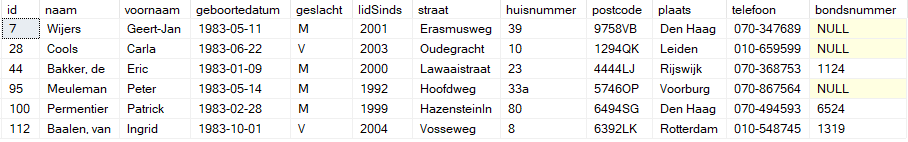 id naam voornaam geboortedatum geslacht lidSinds straat huisnummer postcode plaats telefoon bondsnummer
7 Wijers Geert-Jan 1983-05-11 M 2001 Erasmusweg 39 9758VB Den Haag 070-347689 NULL
28 Cools Carla 1983-06-22 V 2003 Oudegracht 10 1294QK Leiden 010-659599 NULL
44 Bakker, de Eric 1983-01-09 M 2000 Lawaaistraat 23 4444LJ Rijswijk 070-368753 1124
95 Meuleman Peter 1983-05-14 M 1992 Hoofdweg 33a 5746OP Voorburg 070-867564 NULL
100 Permentier Patrick 1983-02-28 M 1999 Hazensteinln 80 6494SG Den Haag 070-494593 6524
112 Baalen, van Ingrid 1983-10-01 V 2004 Vosseweg 8 6392LK Rotterdam 010-548745 1319